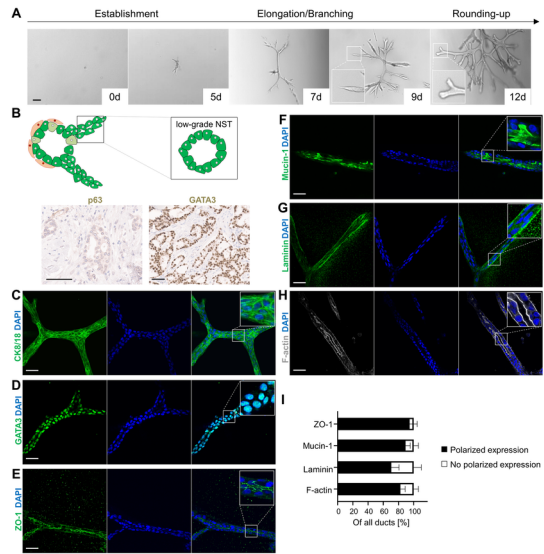 A
Establishment
Elongation/Branching
Rounding-up
0d
5d
7d
9d
12d
B
low-grade NST
p63
GATA3
C
CK8/18 DAPI
D
GATA3 DAPI
E
ZO-1 DAPI
F
Mucin-1 DAPI
G
Laminin DAPI
H
F-actin DAPI
I
ZO-1
Mucin-1
Laminin
F-actin
0 20 40 60 80 100
Of all ducts [%]
Polarized expression
No polarized expression